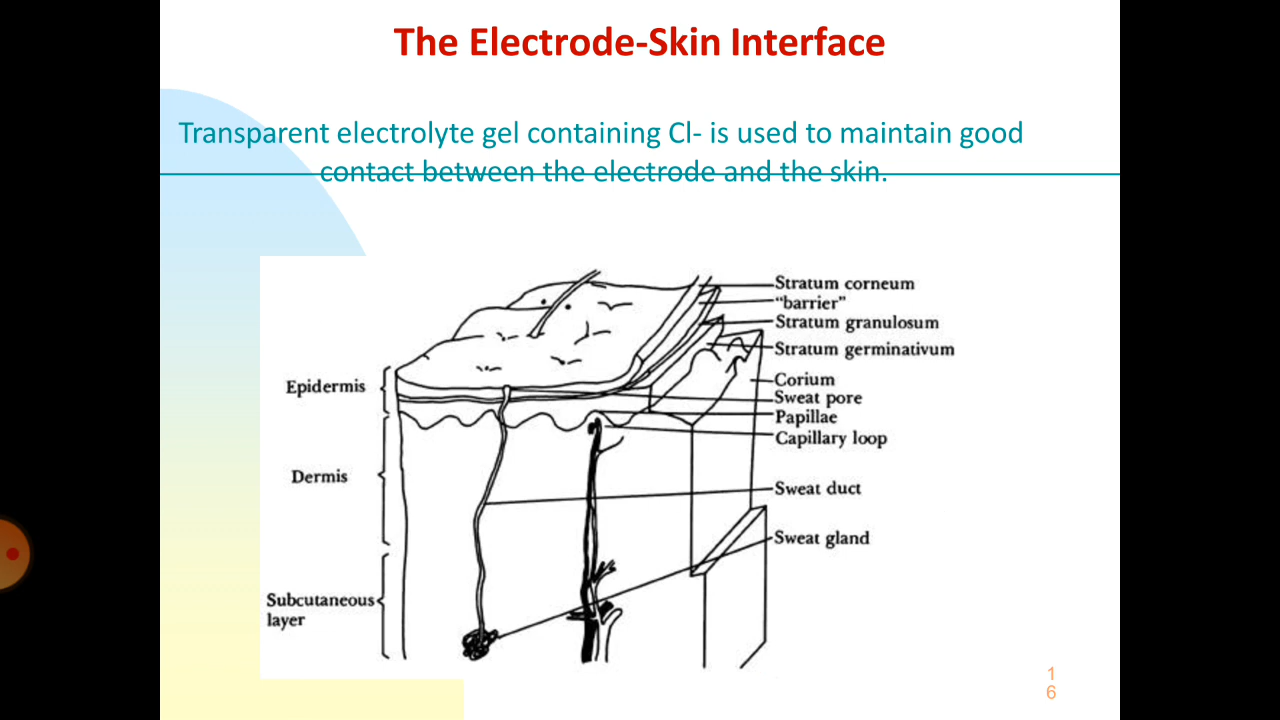 The Electrode-Skin Interface
Transparent electrolyte gel containing Cl- is used to maintain good
contact between the electrode and the skin.
Stratum corneum
“barrier”
Stratum granulosum
Stratum germinativum
Epidermis
Corium
Sweat pore
Papillae
Capillary loop
Dermis
Sweat duct
Sweat gland
Subcutaneous
layer
1
6